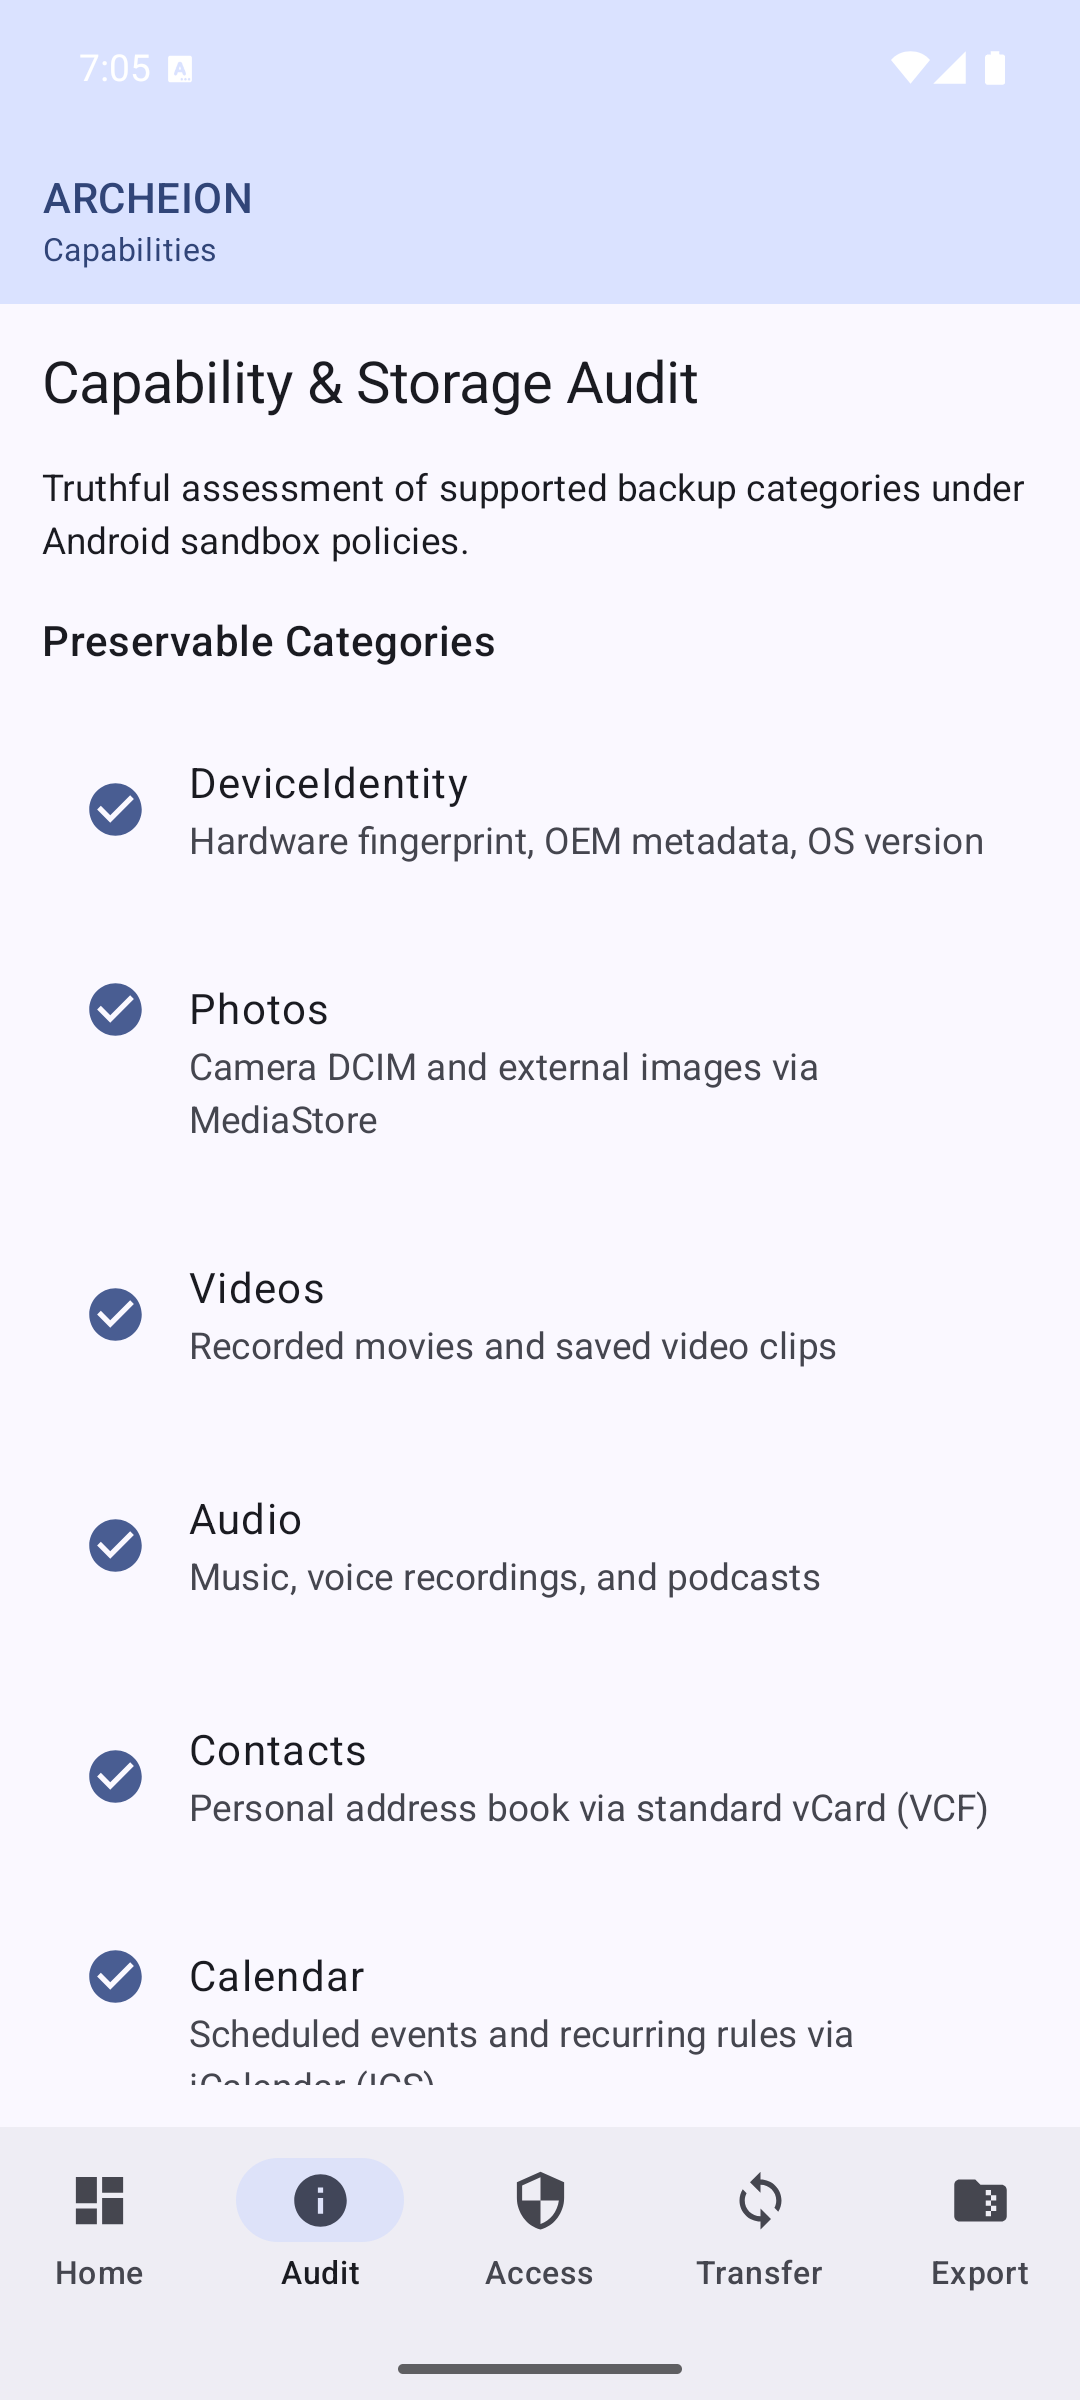 7:05
ARCHEION
Capabilities
Capability & Storage Audit
Truthful assessment of supported backup categories under
Android sandbox policies.
Preservable Categories
DeviceIdentity
Hardware fingerprint, OEM metadata, OS version
Photos
Camera DCIM and external images via
MediaStore
Videos
Recorded movies and saved video clips
Audio
Music, voice recordings, and podcasts
Contacts
Personal address book via standard vCard (VCF)
Calendar
Scheduled events and recurring rules via
iCalendar (ICS)
Home
Audit
Access
Transfer
Export